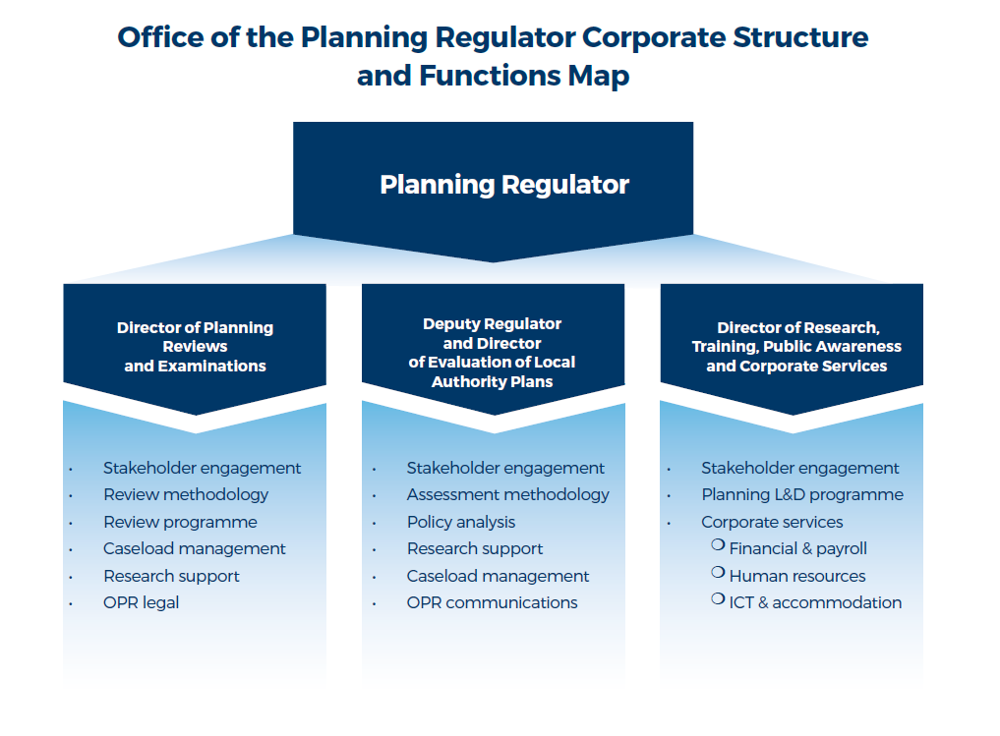 Office of the Planning Regulator Corporate Structure
and Functions Map
Planning Regulator
Director of Planning
Reviews
and Examinations
Deputy Regulator
and Director
of Evaluation of Local
Authority Plans
Director of Research,
Training, Public Awareness
and Corporate Services
· Stakeholder engagement
· Review methodology
· Review programme
· Caseload management
· Research support
· OPR legal
· Stakeholder engagement
· Assessment methodology
· Policy analysis
· Research support
· Caseload management
· OPR communications
· Stakeholder engagement
· Planning L&D programme
· Corporate services
❍ Financial & payroll
❍ Human resources
❍ ICT & accommodation